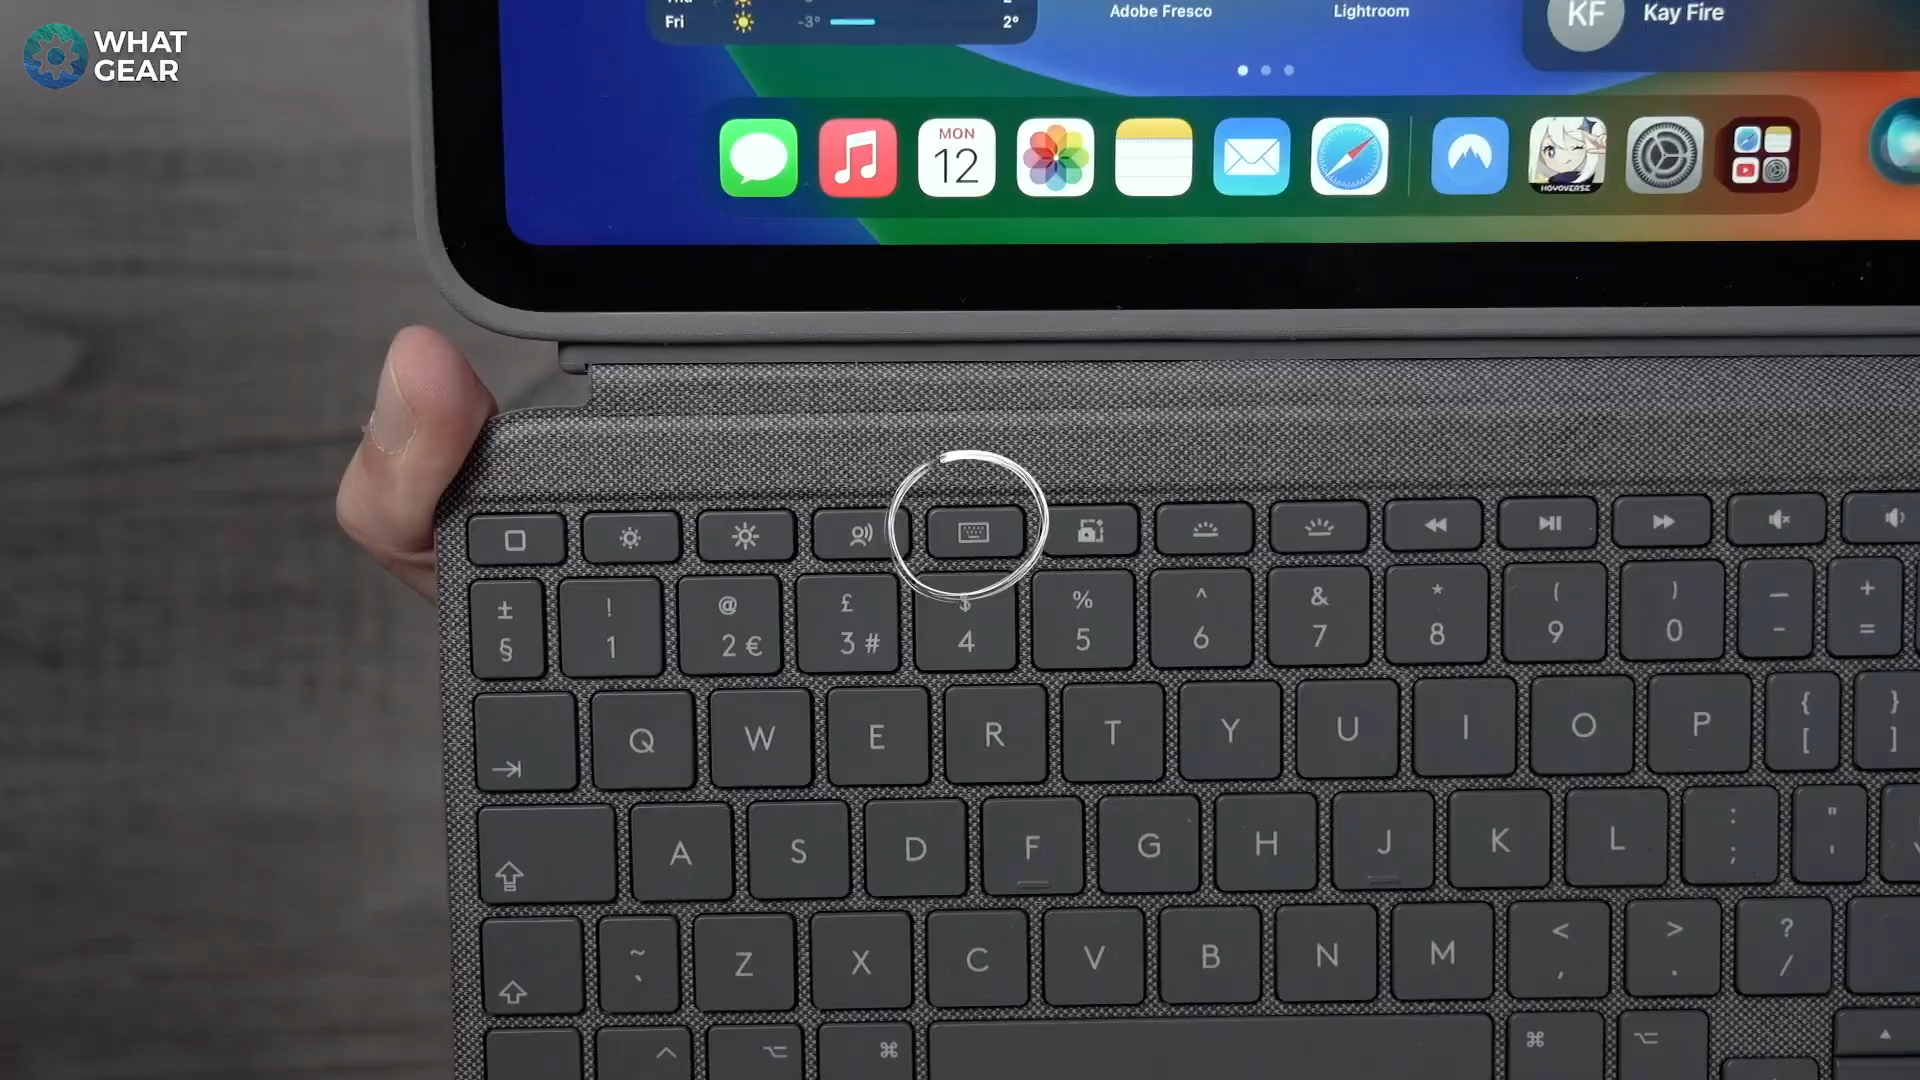 WHAT
GEAR
Fri -3° 2°
Adobe Fresco
Lightroom
KF Kay Fire
MON
12
HOYOVERSE
± ! @ £ $ % ^ & * ( ) — +
§ 1 2 € 3 # 4 5 6 7 8 9 0 - =
Q W E R T Y U I O P { [ } ]
A S D F G H J K L : ; " '
~ ` Z X C V B N M < , > . ? /
^ ⌥ ⌘ ⌘ ⌥